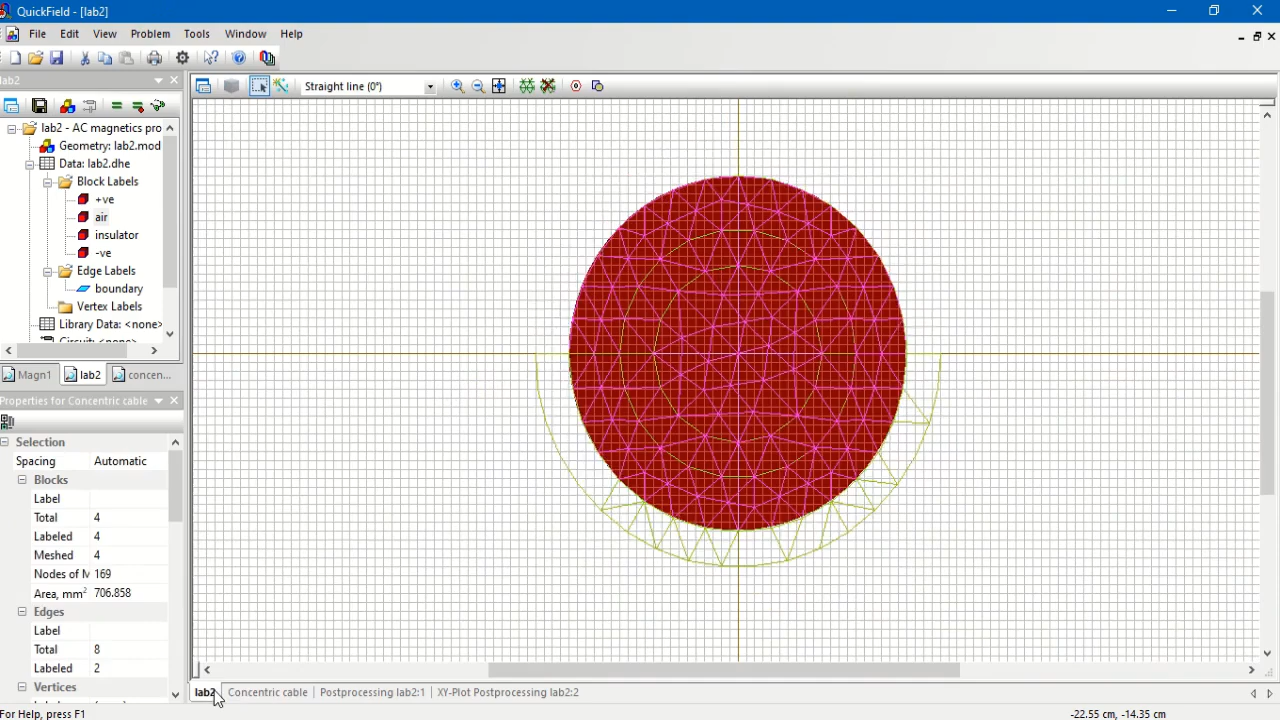 QuickField - [lab2]
File Edit View Problem Tools Window Help
lab2
Straight line (0°)
lab2 - AC magnetics pro
Geometry: lab2.mod
Data: lab2.dhe
Block Labels
+ve
air
insulator
-ve
Edge Labels
boundary
Vertex Labels
Library Data: <none>
Magn1 lab2 concen...
Properties for Concentric cable
Selection
Spacing Automatic
Blocks
Label
Total 4
Labeled 4
Meshed 4
Nodes of M 169
Area, mm² 706.858
Edges
Label
Total 8
Labeled 2
Vertices
lab2 Concentric cable Postprocessing lab2:1 XY-Plot Postprocessing lab2:2
For Help, press F1
-22.55 cm, -14.35 cm